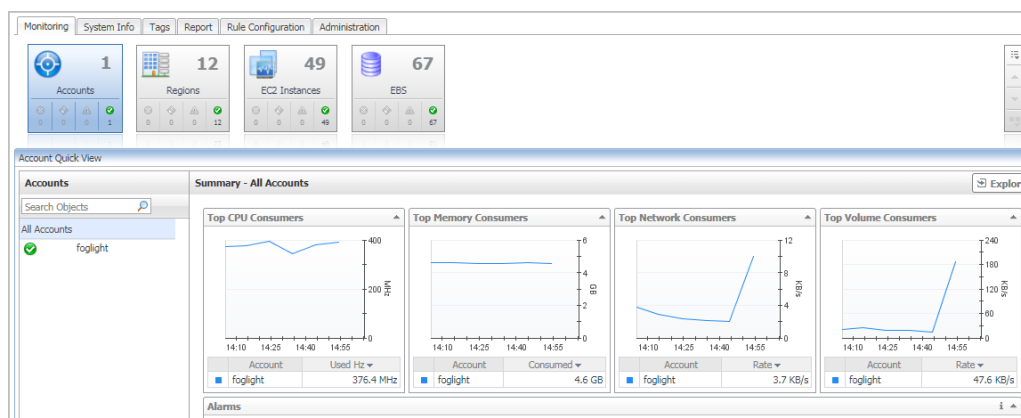 Monitoring System Info Tags Report Rule Configuration Administration
1 12 49 67
Accounts Regions EC2 Instances EBS
0 0 0 1 0 0 0 12 0 0 0 49 0 0 0 67
Account Quick View
Accounts
Search Objects
All Accounts
foglight
Summary - All Accounts
Explor
Top CPU Consumers
400
200
0
MHz
14:10 14:25 14:40 14:55
Account Used Hz
foglight 376.4 MHz
Top Memory Consumers
6
4
2
0
GB
14:10 14:25 14:40 14:55
Account Consumed
foglight 4.6 GB
Top Network Consumers
12
8
4
0
KB/s
14:10 14:25 14:40 14:55
Account Rate
foglight 3.7 KB/s
Top Volume Consumers
240
180
120
60
0
KB/s
14:10 14:25 14:40 14:55
Account Rate
foglight 47.6 KB/s
Alarms